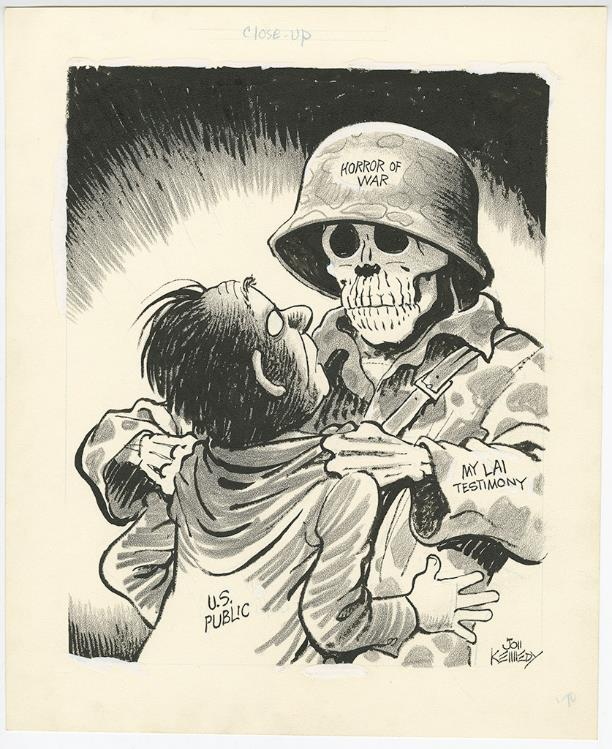 CLOSE-UP
HORROR OF
WAR
MY LAI
TESTIMONY
U.S.
PUBLIC
JON
KENNEDY